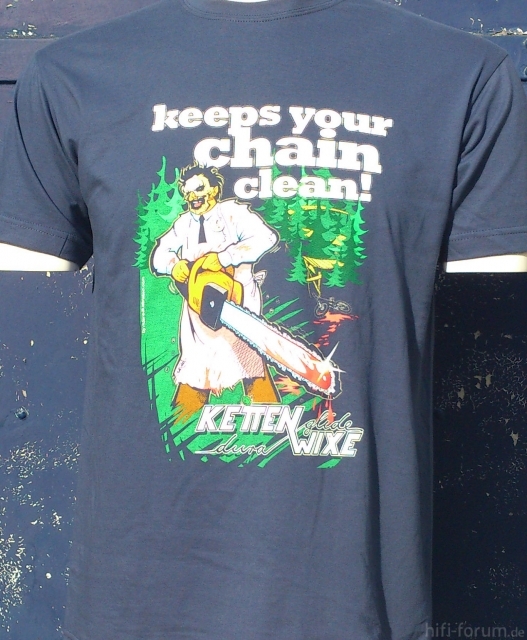 keeps your
chain
clean!
KETTEN glide
dura WIXE
hifi-forum.de